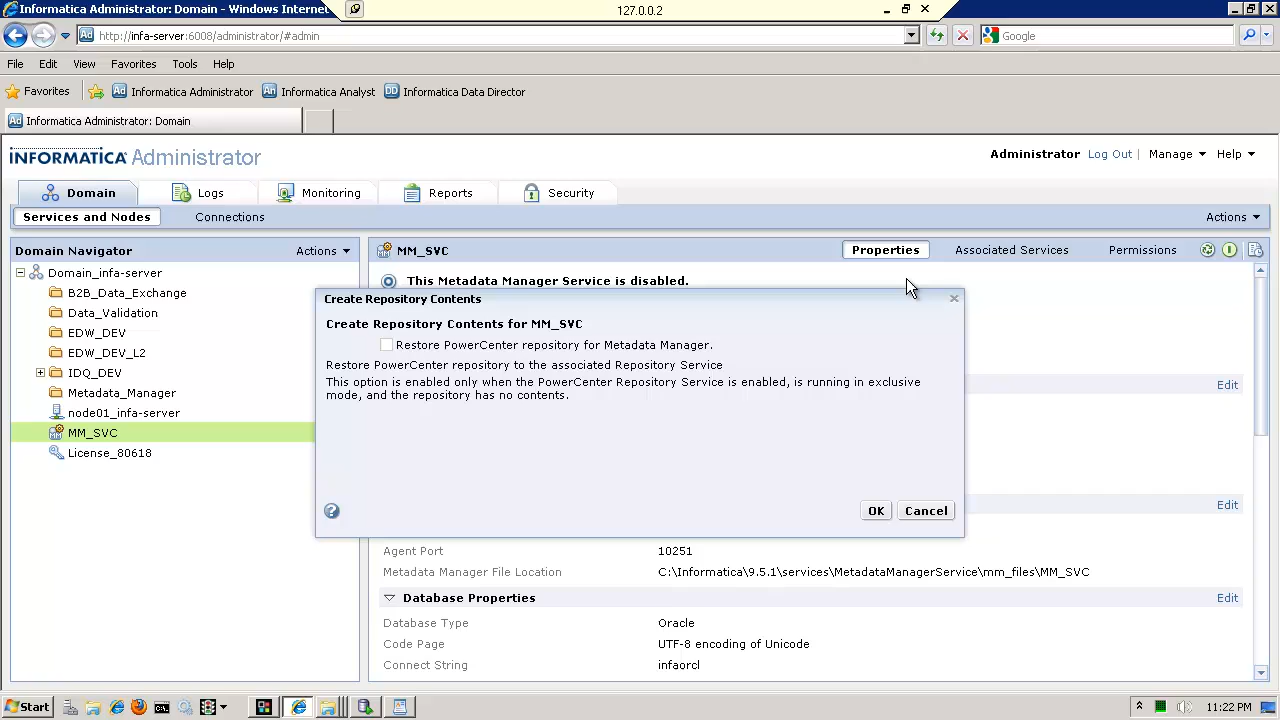 Informatica Administrator: Domain - Windows Internet
127.0.0.2
http://infa-server:6008/administrator/#admin
Google
File Edit View Favorites Tools Help
Favorites Informatica Administrator Informatica Analyst Informatica Data Director
Informatica Administrator: Domain
INFORMATICA Administrator
Administrator Log Out | Manage Help
Domain Logs Monitoring Reports Security
Services and Nodes Connections Actions
Domain Navigator Actions
MM_SVC Properties Associated Services Permissions
Domain_infa-server
B2B_Data_Exchange
Data_Validation
EDW_DEV
EDW_DEV_L2
IDQ_DEV
Metadata_Manager
node01_infa-server
MM_SVC
License_80618
This Metadata Manager Service is disabled.
Create Repository Contents
Create Repository Contents for MM_SVC
Restore PowerCenter repository for Metadata Manager.
Restore PowerCenter repository to the associated Repository Service
This option is enabled only when the PowerCenter Repository Service is enabled, is running in exclusive
mode, and the repository has no contents.
OK Cancel
Edit
Edit
Agent Port 10251
Metadata Manager File Location C:\Informatica\9.5.1\services\MetadataManagerService\mm_files\MM_SVC
Database Properties Edit
Database Type Oracle
Code Page UTF-8 encoding of Unicode
Connect String infaorcl
Start 11:22 PM